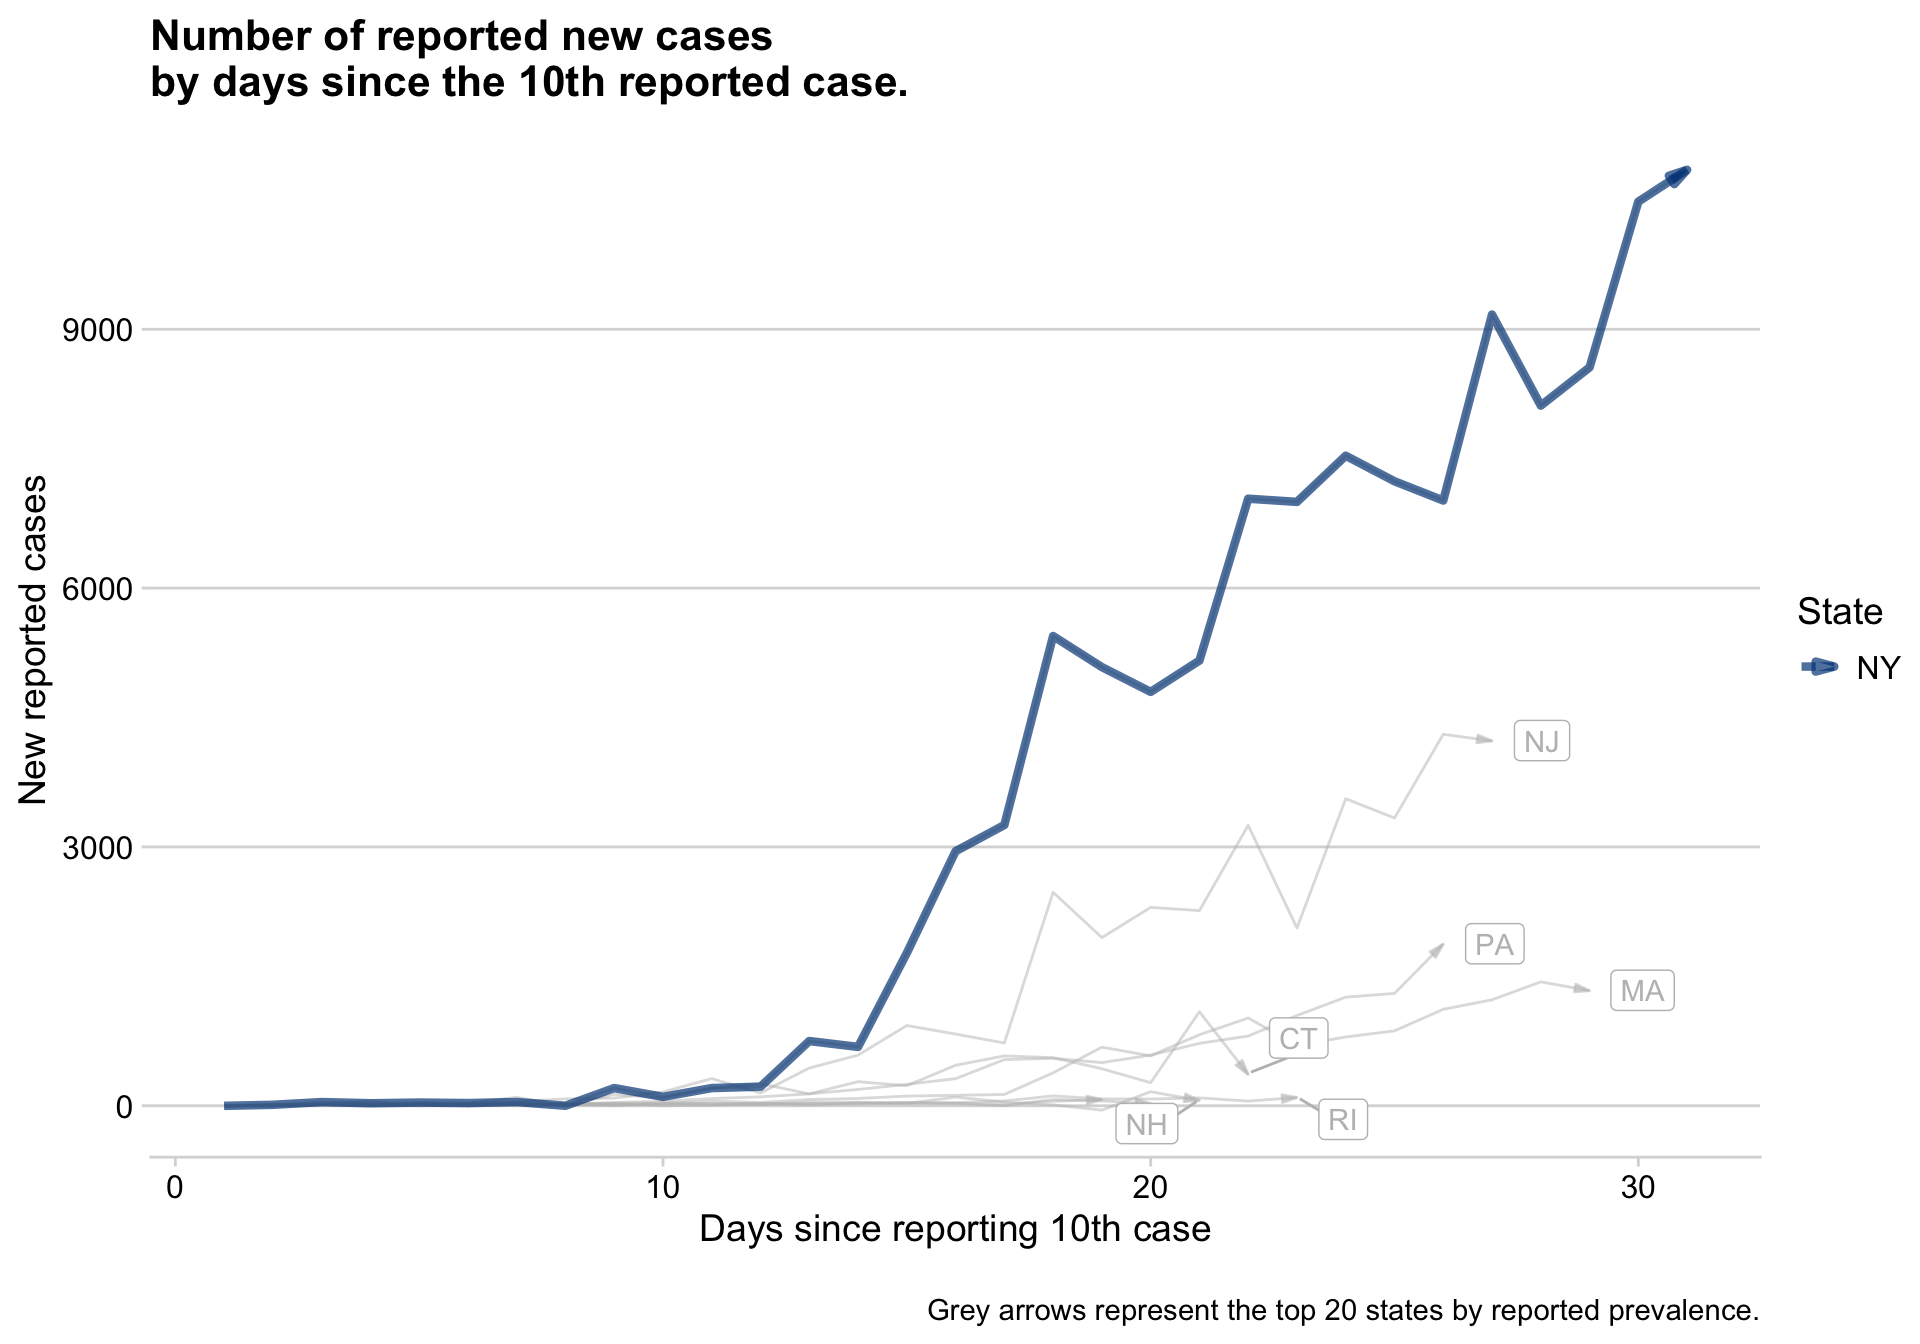 Number of reported new cases
by days since the 10th reported case.
New reported cases
9000
6000
3000
0
NJ
PA
MA
CT
NH
RI
State
NY
0 10 20 30
Days since reporting 10th case
Grey arrows represent the top 20 states by reported prevalence.